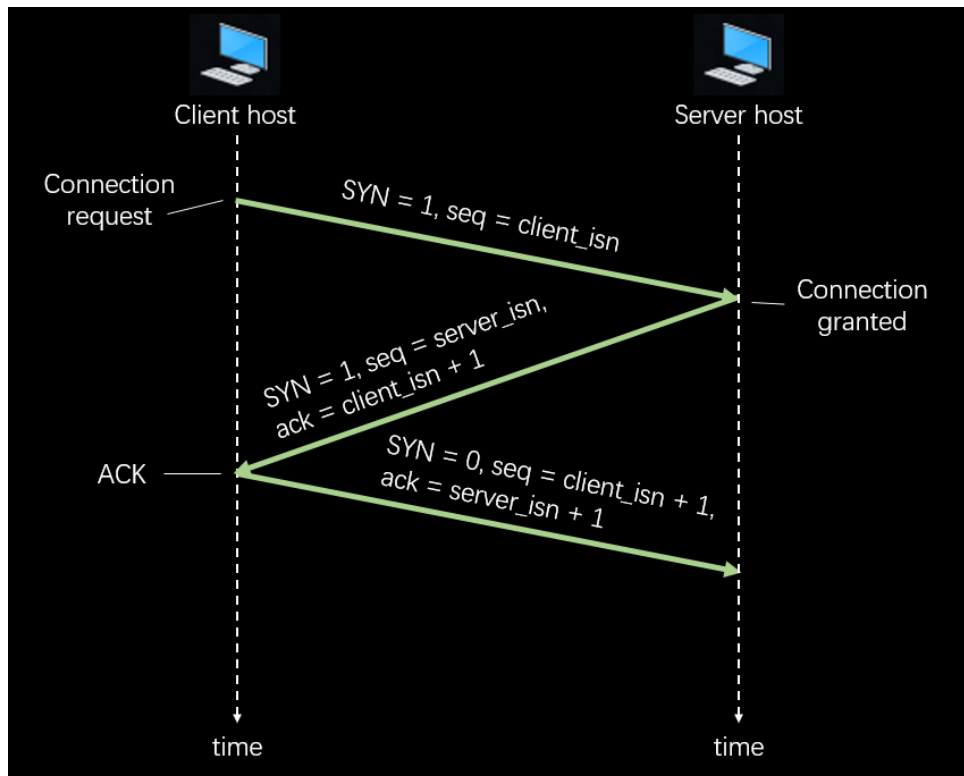 Client host
Server host
Connection
request
SYN = 1, seq = client_isn
Connection
granted
SYN = 1, seq = server_isn,
ack = client_isn + 1
ACK
SYN = 0, seq = client_isn + 1,
ack = server_isn + 1
time
time